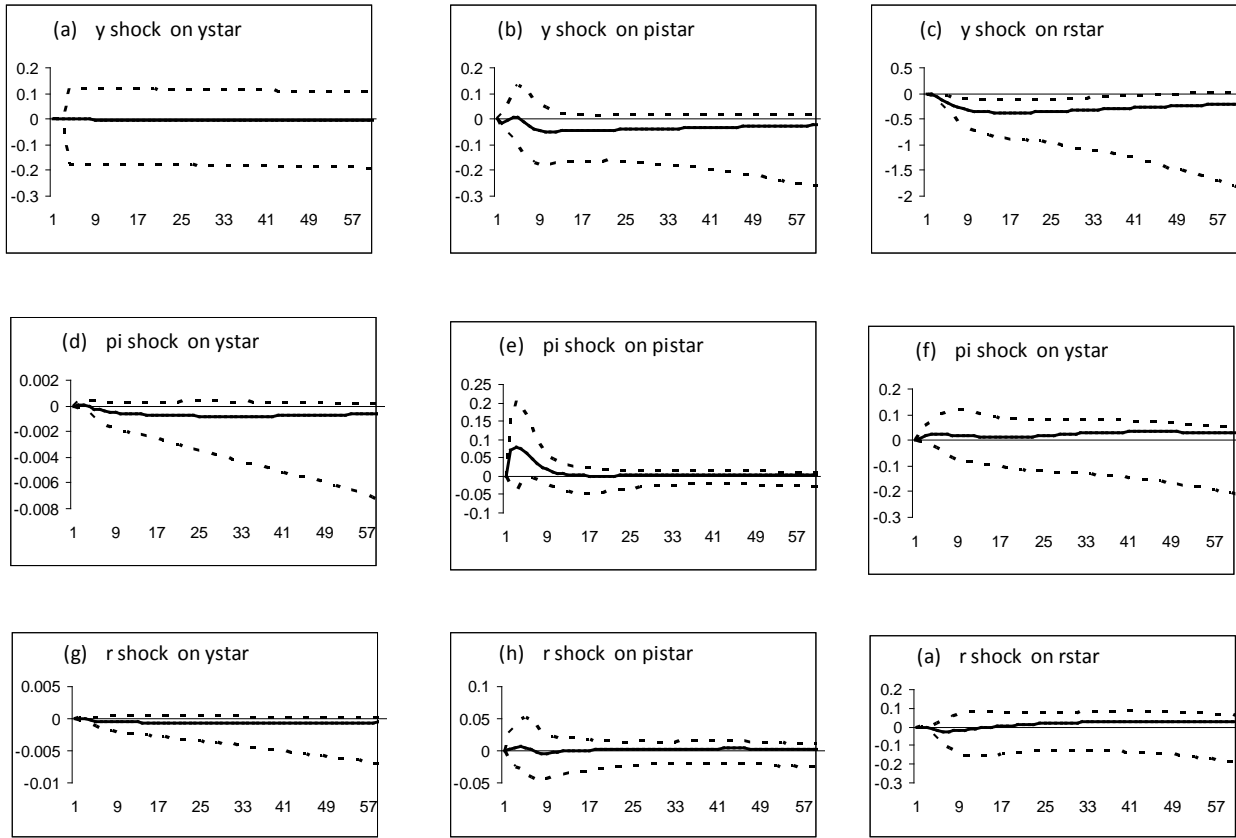 (a) y shock on ystar
0.2
0.1
0
-0.1
-0.2
-0.3
1 9 17 25 33 41 49 57
(b) y shock on pistar
0.2
0.1
0
-0.1
-0.2
-0.3
1 9 17 25 33 41 49 57
(c) y shock on rstar
0.5
0
-0.5
-1
-1.5
-2
1 9 17 25 33 41 49 57
(d) pi shock on ystar
0.002
0
-0.002
-0.004
-0.006
-0.008
1 9 17 25 33 41 49 57
(e) pi shock on pistar
0.25
0.2
0.15
0.1
0.05
0
-0.05
-0.1
1 9 17 25 33 41 49 57
(f) pi shock on ystar
0.2
0.1
0
-0.1
-0.2
-0.3
1 9 17 25 33 41 49 57
(g) r shock on ystar
0.005
0
-0.005
-0.01
1 9 17 25 33 41 49 57
(h) r shock on pistar
0.1
0.05
0
-0.05
1 9 17 25 33 41 49 57
(a) r shock on rstar
0.2
0.1
0
-0.1
-0.2
-0.3
1 9 17 25 33 41 49 57